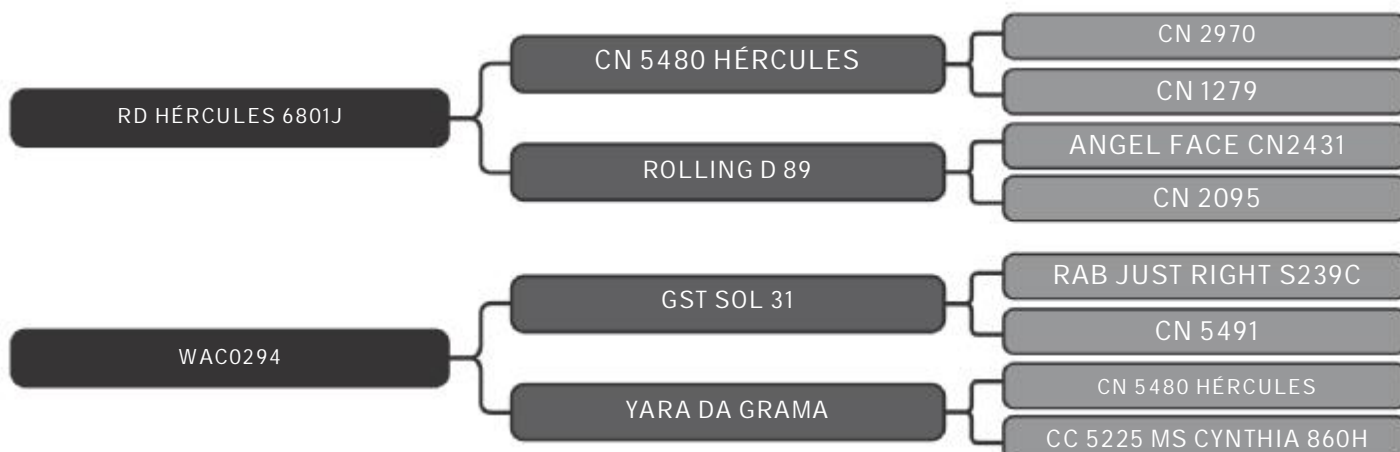 CN 2970
CN 5480 HÉRCULES
CN 1279
RD HÉRCULES 6801J
ANGEL FACE CN2431
ROLLING D 89
CN 2095
RAB JUST RIGHT S239C
GST SOL 31
CN 5491
WAC0294
CN 5480 HÉRCULES
YARA DA GRAMA
CC 5225 MS CYNTHIA 860H